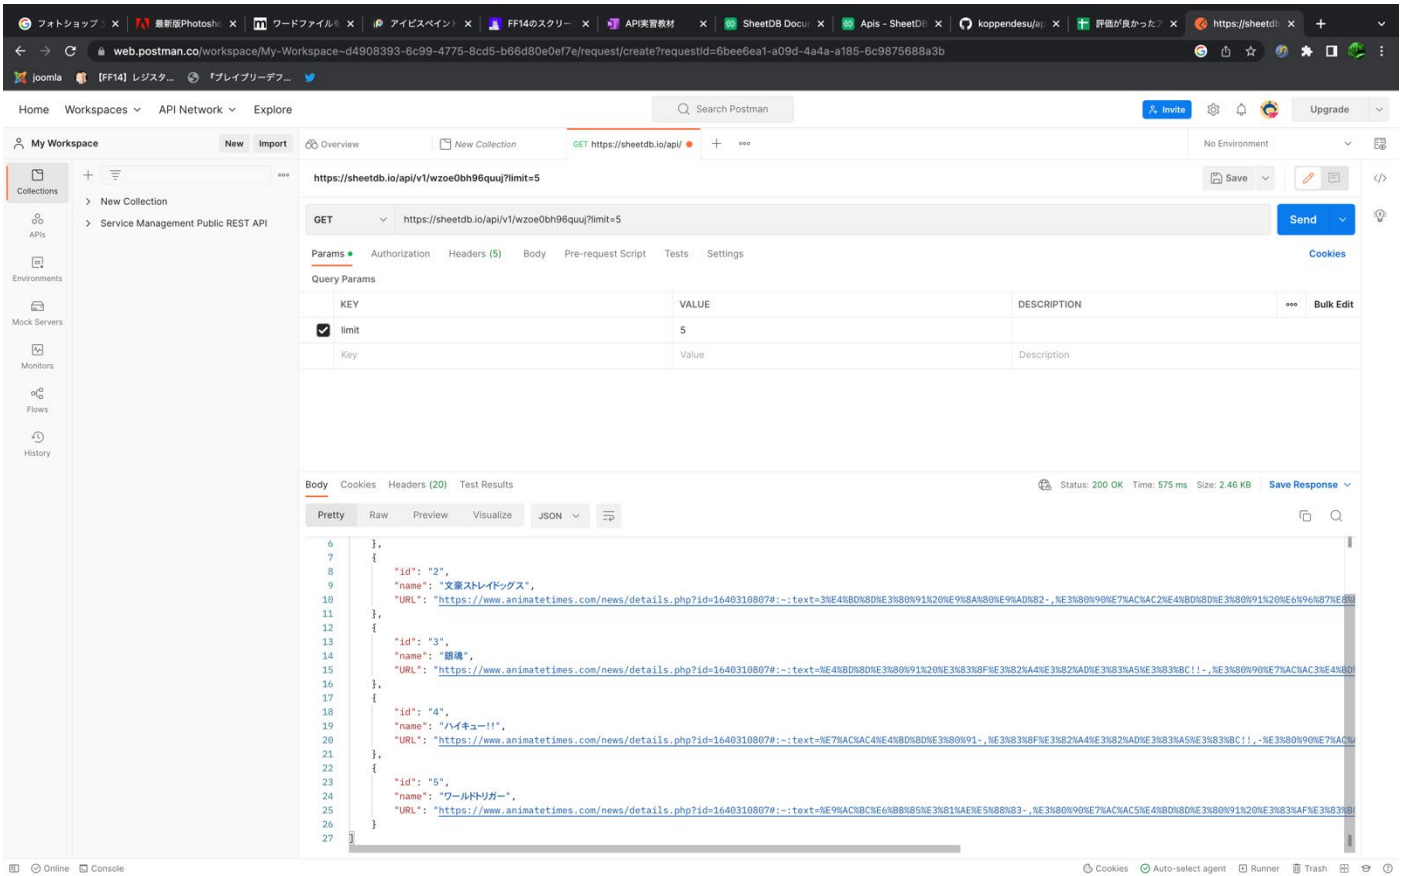 フォトショップ
最新版Photosho
ワードファイルを
アイビスペイント
FF14のスクリー
API実習教材
SheetDB Docum
Apis - SheetDB
koppendesu/ap
評価が良かったア
https://sheetdb
web.postman.co/workspace/My-Workspace~d4908393-6c99-4775-8cd5-b66d80e0ef7e/request/create?requestId=6bee6ea1-a09d-4a4a-a185-6c9875688a3b
joomla 【FF14】レジスタ... 『ブレイブリーデフ...
Home Workspaces API Network Explore
Search Postman
Invite
Upgrade
My Workspace New Import
Overview New Collection GET https://sheetdb.io/api/
No Environment
Collections
APIs
Environments
Mock Servers
Monitors
Flows
History
New Collection
Service Management Public REST API
https://sheetdb.io/api/v1/wzoe0bh96quuj?limit=5
Save
GET https://sheetdb.io/api/v1/wzoe0bh96quuj?limit=5
Send
Params Authorization Headers (5) Body Pre-request Script Tests Settings
Cookies
Query Params
KEY VALUE DESCRIPTION Bulk Edit
limit 5
Key Value Description
Body Cookies Headers (20) Test Results
Status: 200 OK Time: 575 ms Size: 2.46 KB Save Response
Pretty Raw Preview Visualize JSON
6 },
7 {
8 "id": "2",
9 "name": "文豪ストレイドッグス",
10 "URL": "https://www.animatetimes.com/news/details.php?id=1640310807#:~:text=3%E4%BD%8D%E3%80%91%20%E9%8A%80%E9%AD%82-,%E3%80%90%E7%AC%AC2%E4%BD%8D%E3%80%91%20%E6%96%87%E8%
11 },
12 {
13 "id": "3",
14 "name": "銀魂",
15 "URL": "https://www.animatetimes.com/news/details.php?id=1640310807#:~:text=%E4%BD%8D%E3%80%91%20%E3%83%8F%E3%82%A4%E3%82%AD%E3%83%A5%E3%83%BC!!-,%E3%80%90%E7%AC%AC3%E4%BD
16 },
17 {
18 "id": "4",
19 "name": "ハイキュー!!",
20 "URL": "https://www.animatetimes.com/news/details.php?id=1640310807#:~:text=%E7%AC%AC4%E4%BD%8D%E3%80%91-,%E3%83%8F%E3%82%A4%E3%82%AD%E3%83%A5%E3%83%BC!!,-%E3%80%90%E7%AC%
21 },
22 {
23 "id": "5",
24 "name": "ワールドトリガー",
25 "URL": "https://www.animatetimes.com/news/details.php?id=1640310807#:~:text=%E9%AC%BC%E6%BB%85%E3%81%AE%E5%88%83-,%E3%80%90%E7%AC%AC5%E4%BD%8D%E3%80%91%20%E3%83%AF%E3%83%
26 }
27 ]
Online Console
Cookies Auto-select agent Runner Trash